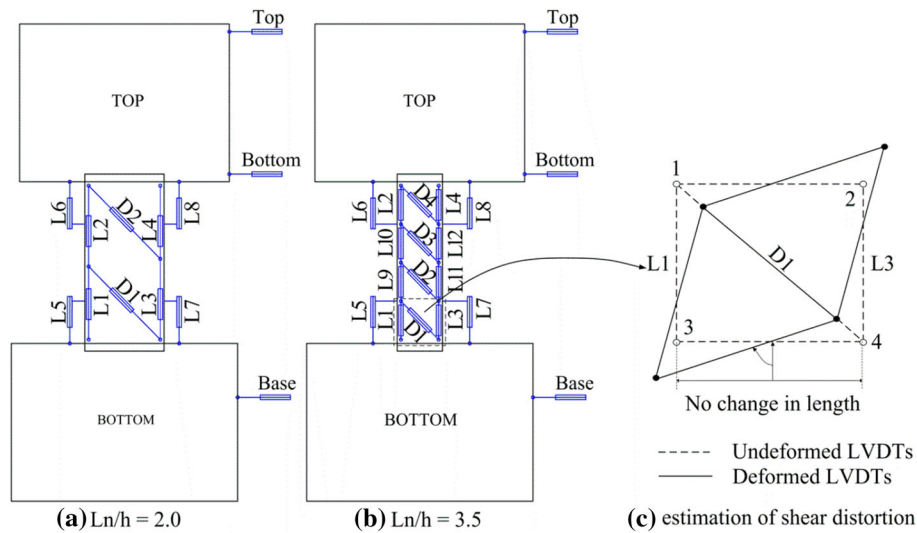 Top
TOP
Bottom
L6
L2
D2
L4
L8
L5
L1
D1
L3
L7
Base
BOTTOM
(a) Ln/h = 2.0
Top
TOP
Bottom
L6
L2
D4
L4
L8
L10
D3
L12
L9
D2
L11
L5
L1
D1
L3
L7
Base
BOTTOM
(b) Ln/h = 3.5
1
2
L1
D1
L3
3
4
No change in length
Undeformed LVDTs
Deformed LVDTs
(c) estimation of shear distortion